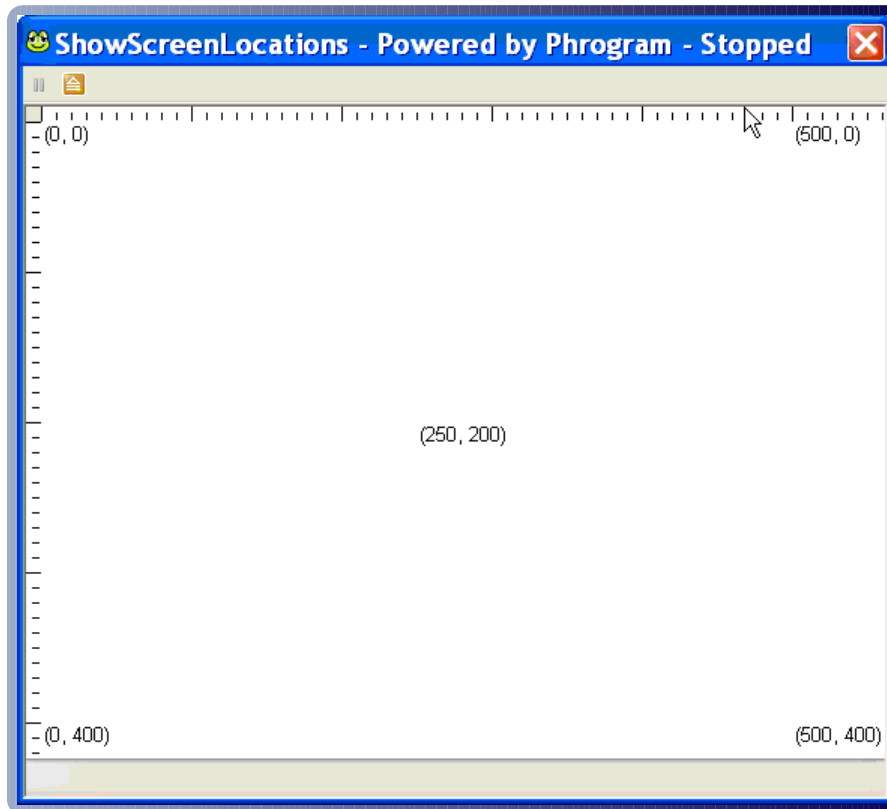 ShowScreenLocations - Powered by Phrogram - Stopped
(0, 0) (500, 0)
(250, 200)
(0, 400) (500, 400)